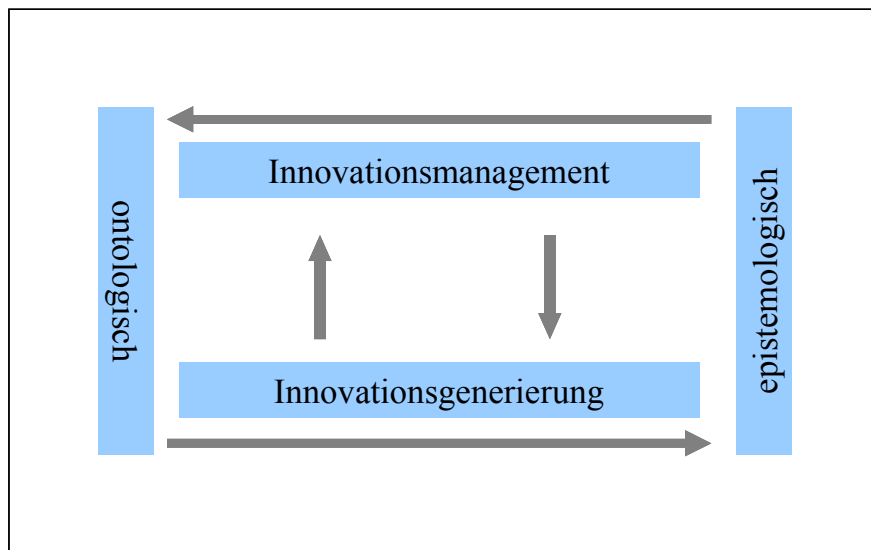 Innovationsmanagement
ontologisch
epistemologisch
Innovationsgenerierung